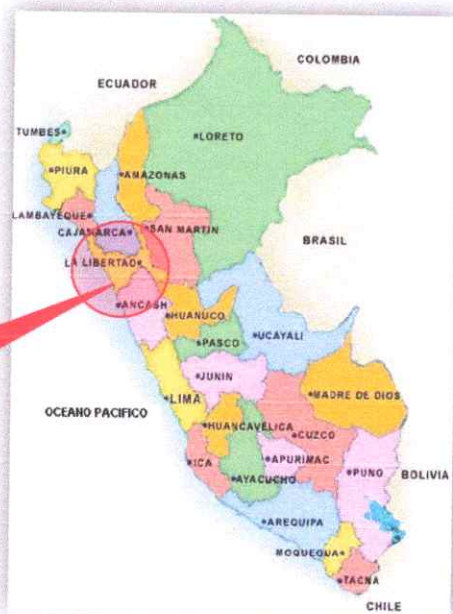 COLOMBIA
ECUADOR
TUMBES
LORETO
PIURA
AMAZONAS
LAMBAYEQUE
CAJAMARCA
SAN MARTIN
BRASIL
LA LIBERTAD
ANCASH
HUANUCO
UCAYALI
PASCO
JUNIN
LIMA
MADRE DE DIOS
OCEANO PACIFICO
HUANCAVELICA
CUZCO
ICA
APURIMAC
PUNO
BOLIVIA
AYACUCHO
AREQUIPA
MOQUEQUA
TACNA
CHILE